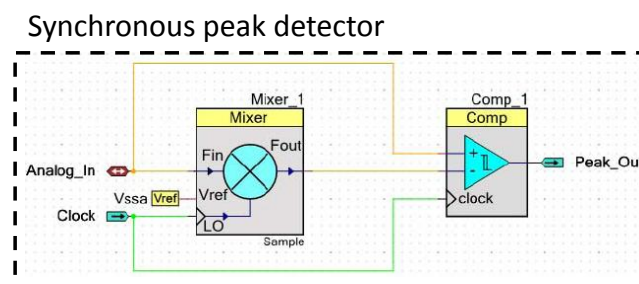 Synchronous peak detector
Mixer_1
Mixer
Comp_1
Comp
Fin
Fout
+
-
Analog_In
Peak_Ou
Vssa Vref
Vref
Clock
LO
clock
Sample